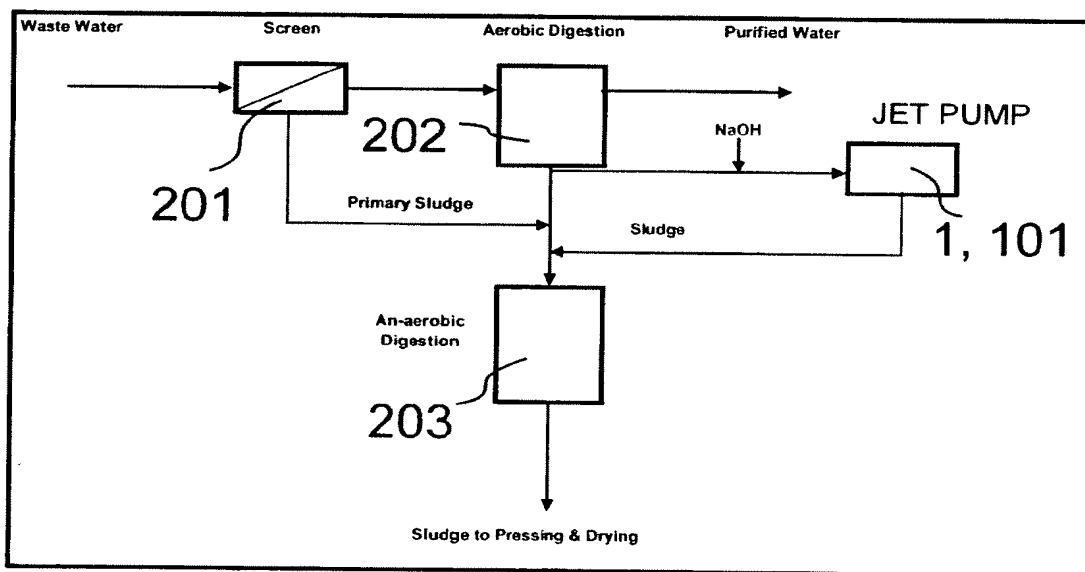 Waste Water
Screen
Aerobic Digestion
Purified Water
NaOH
JET PUMP
202
201
Primary Sludge
Sludge
1, 101
An-aerobic
Digestion
203
Sludge to Pressing & Drying